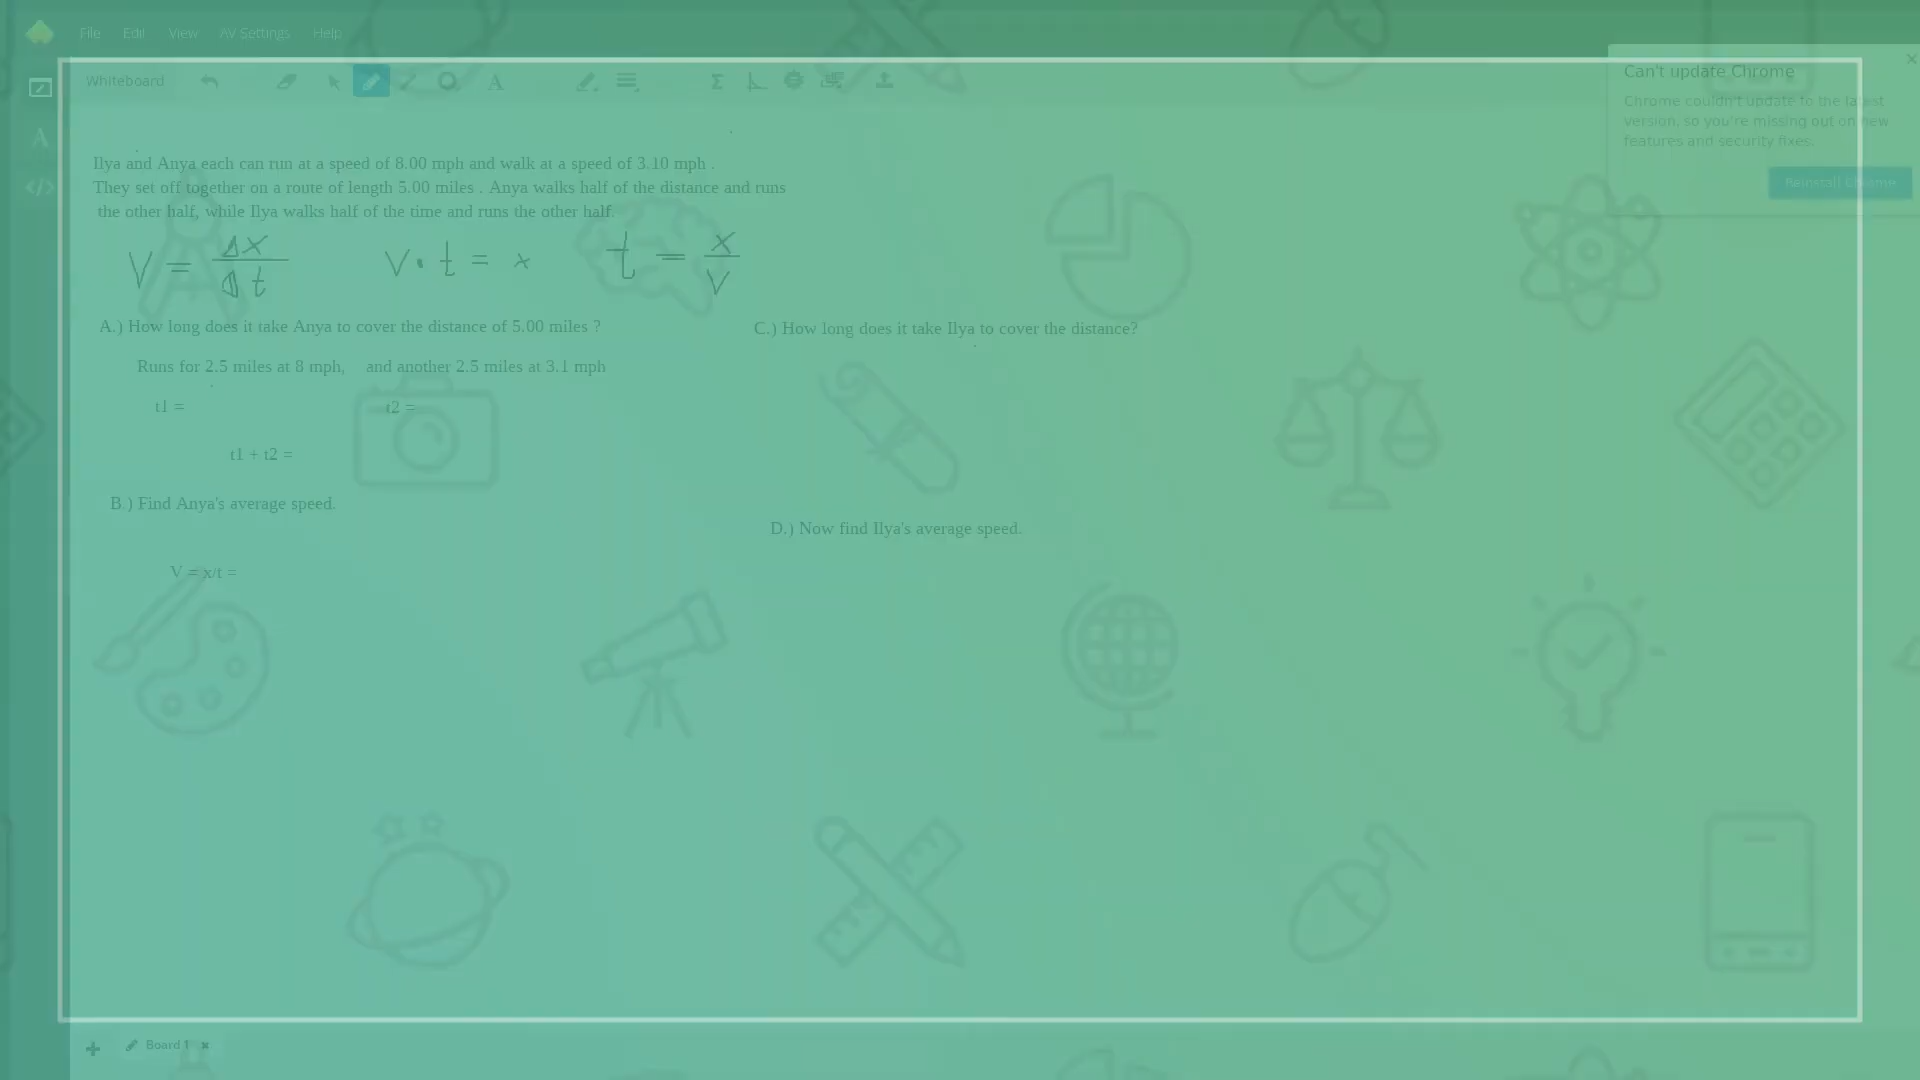 File Edit View AV Settings Help
Whiteboard
Can't update Chrome
Chrome couldn't update to the latest
version, so you're missing out on new
features and security fixes.
Reinstall Chrome
Ilya and Anya each can run at a speed of 8.00 mph and walk at a speed of 3.10 mph .
They set off together on a route of length 5.00 miles . Anya walks half of the distance and runs
the other half, while Ilya walks half of the time and runs the other half.
V = Δx / Δt V · t = x t = x / V
A.) How long does it take Anya to cover the distance of 5.00 miles ?
Runs for 2.5 miles at 8 mph, and another 2.5 miles at 3.1 mph
t1 = t2 =
t1 + t2 =
B ) Find Anya's average speed.
V = x/t =
C.) How long does it take Ilya to cover the distance?
D.) Now find Ilya's average speed.
Board 1